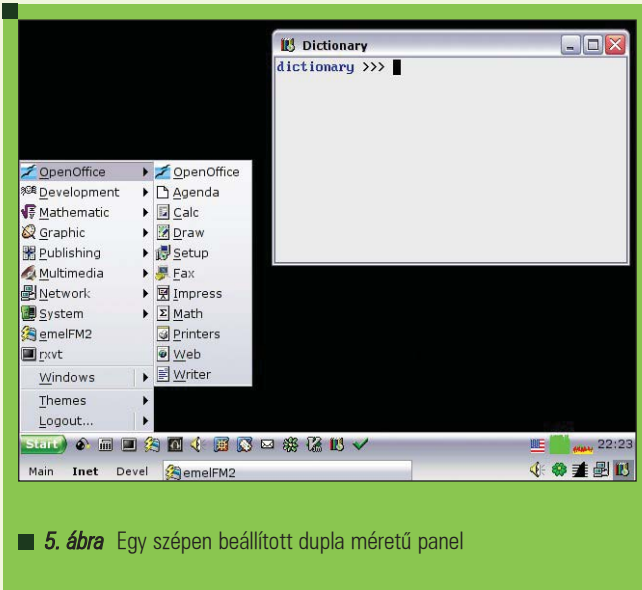 Dictionary
dictionary >>>
OpenOffice
Development
Mathematic
Graphic
Publishing
Multimedia
Network
System
emelFM2
rxvt
Windows
Themes
Logout...
OpenOffice
Agenda
Calc
Draw
Setup
Fax
Impress
Math
Printers
Web
Writer
Start
22:23
Main Inet Devel emelFM2
5. ábra Egy szépen beállított dupla méretű panel